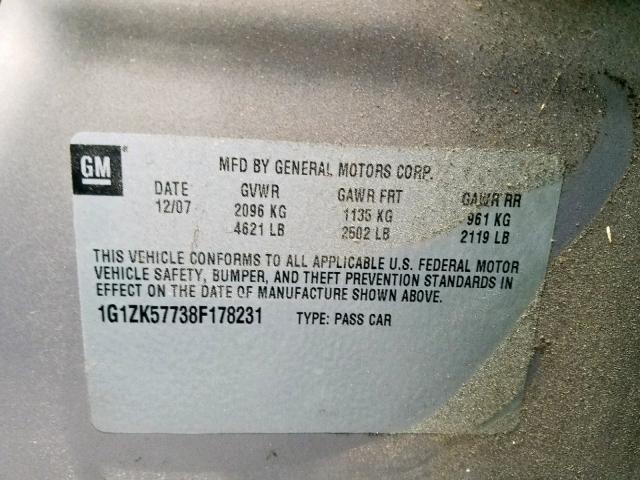 GM
MFD BY GENERAL MOTORS CORP.
DATE GVWR GAWR FRT GAWR RR
12/07 2096 KG 1135 KG 961 KG
4621 LB 2502 LB 2119 LB
THIS VEHICLE CONFORMS TO ALL APPLICABLE U.S. FEDERAL MOTOR
VEHICLE SAFETY, BUMPER, AND THEFT PREVENTION STANDARDS IN
EFFECT ON THE DATE OF MANUFACTURE SHOWN ABOVE.
1G1ZK57738F178231 TYPE: PASS CAR